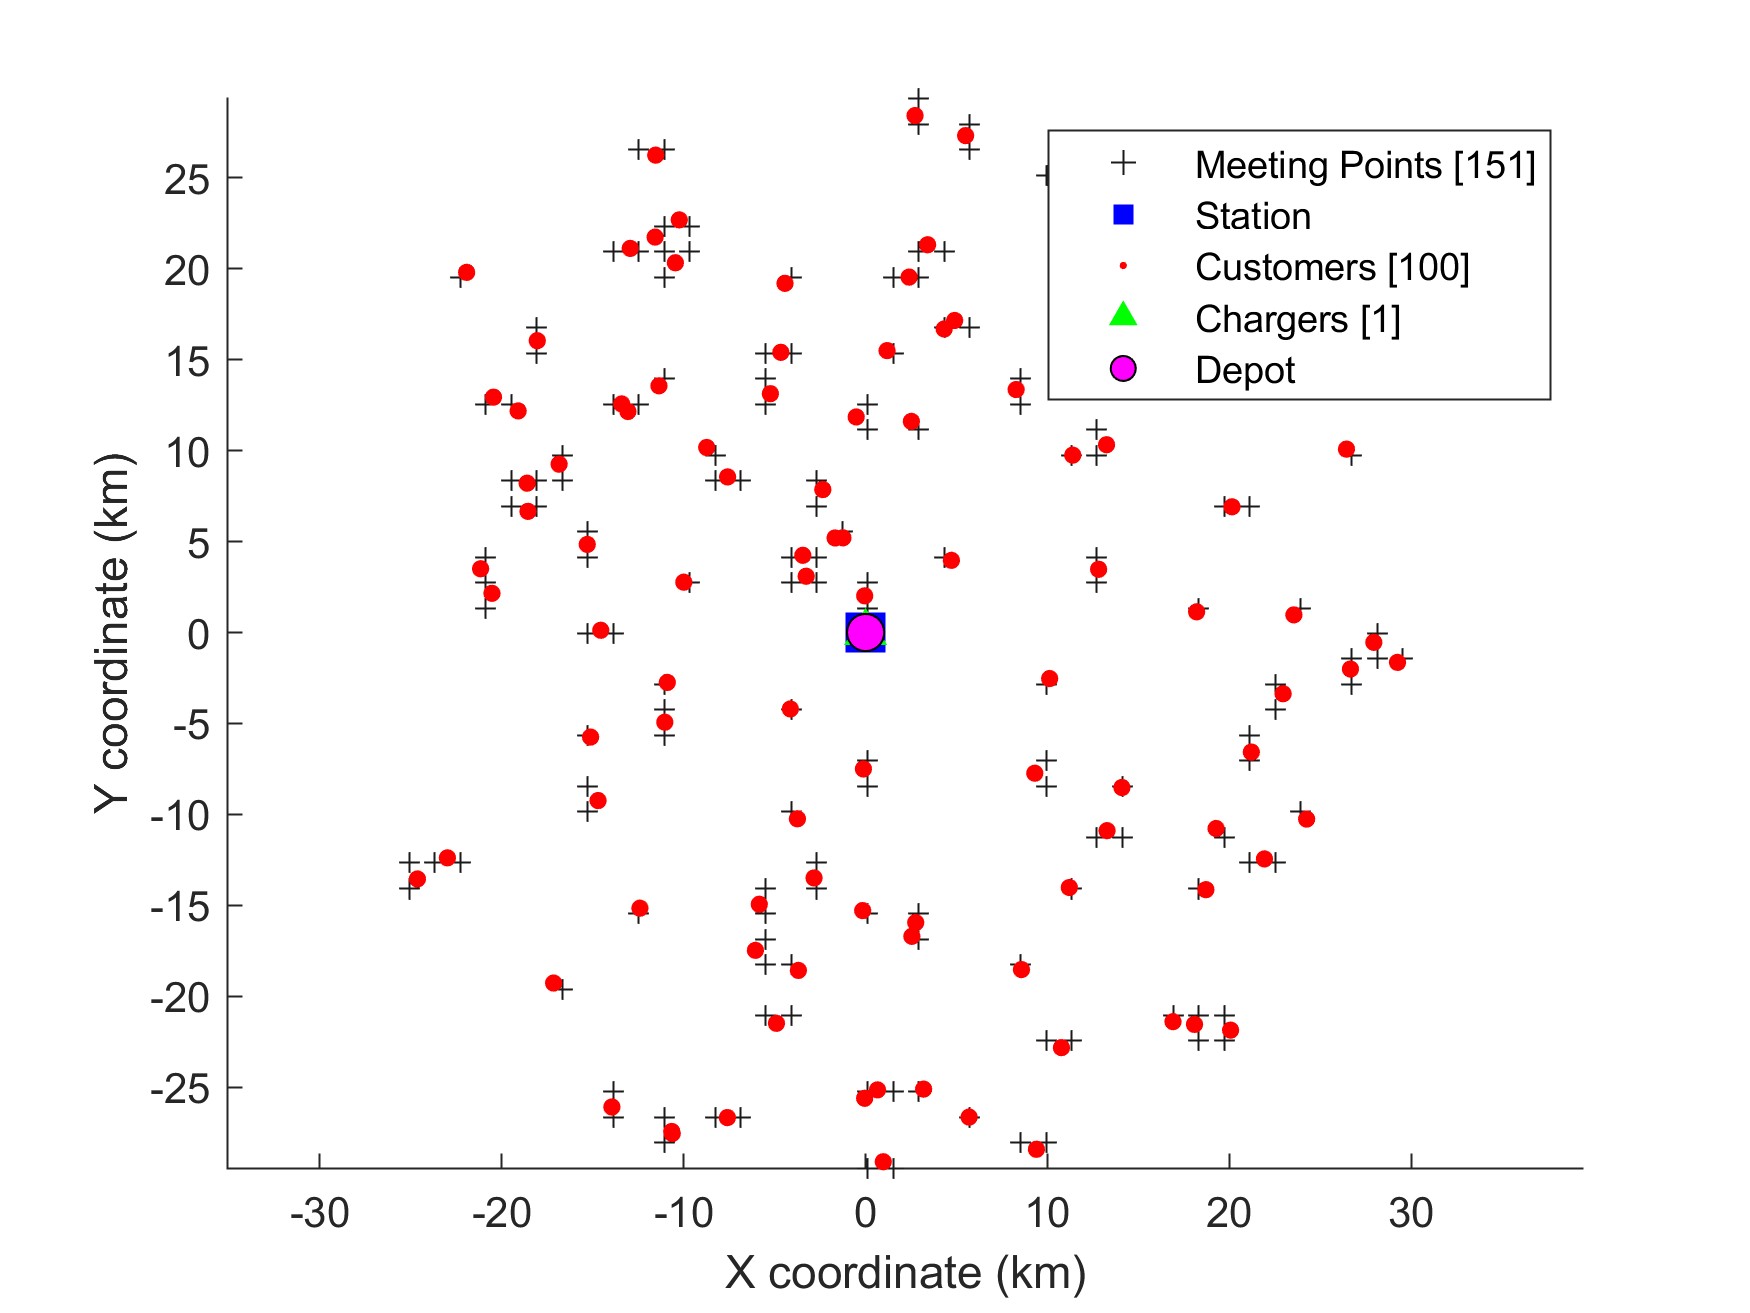 Meeting Points [151]
Station
Customers [100]
Chargers [1]
Depot
25
20
15
10
5
0
-5
-10
-15
-20
-25
Y coordinate (km)
-30 -20 -10 0 10 20 30
X coordinate (km)